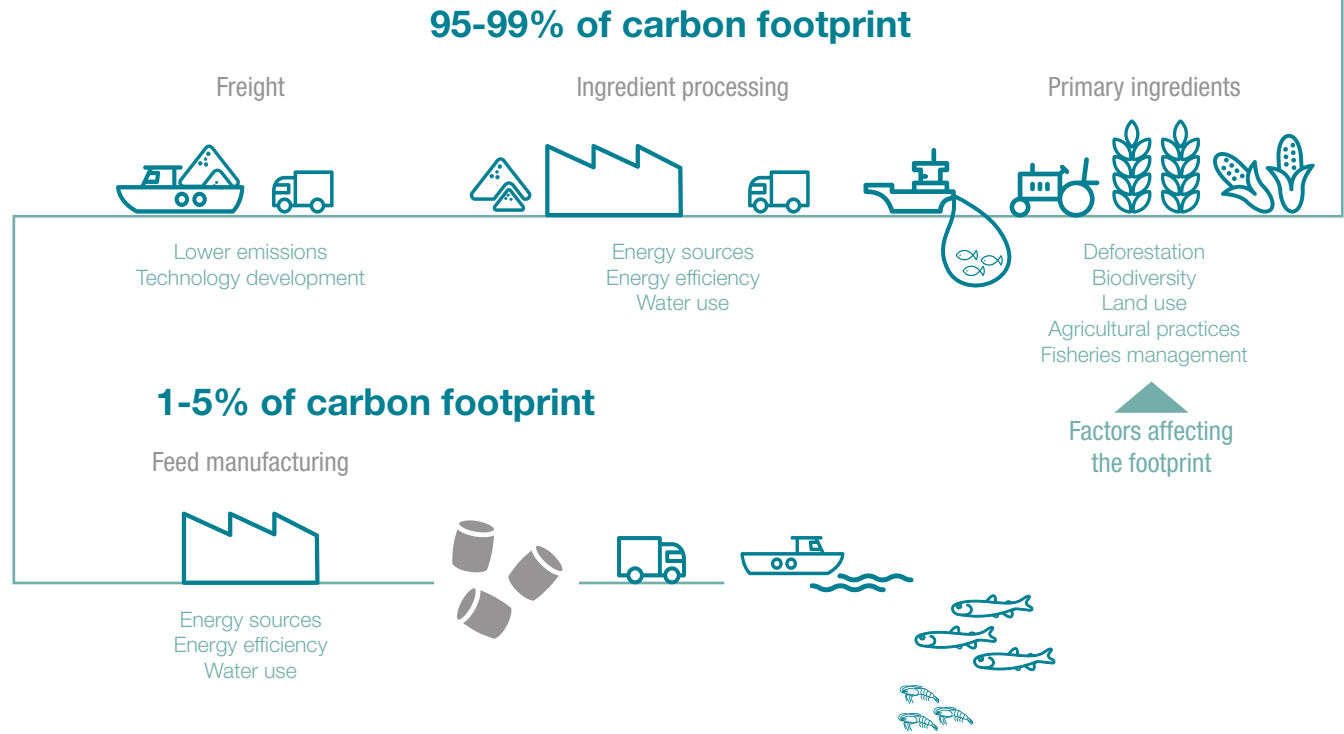 95-99% of carbon footprint
Freight
Ingredient processing
Primary ingredients
Lower emissions
Technology development
Energy sources
Energy efficiency
Water use
Deforestation
Biodiversity
Land use
Agricultural practices
Fisheries management
Factors affecting
the footprint
1-5% of carbon footprint
Feed manufacturing
Energy sources
Energy efficiency
Water use